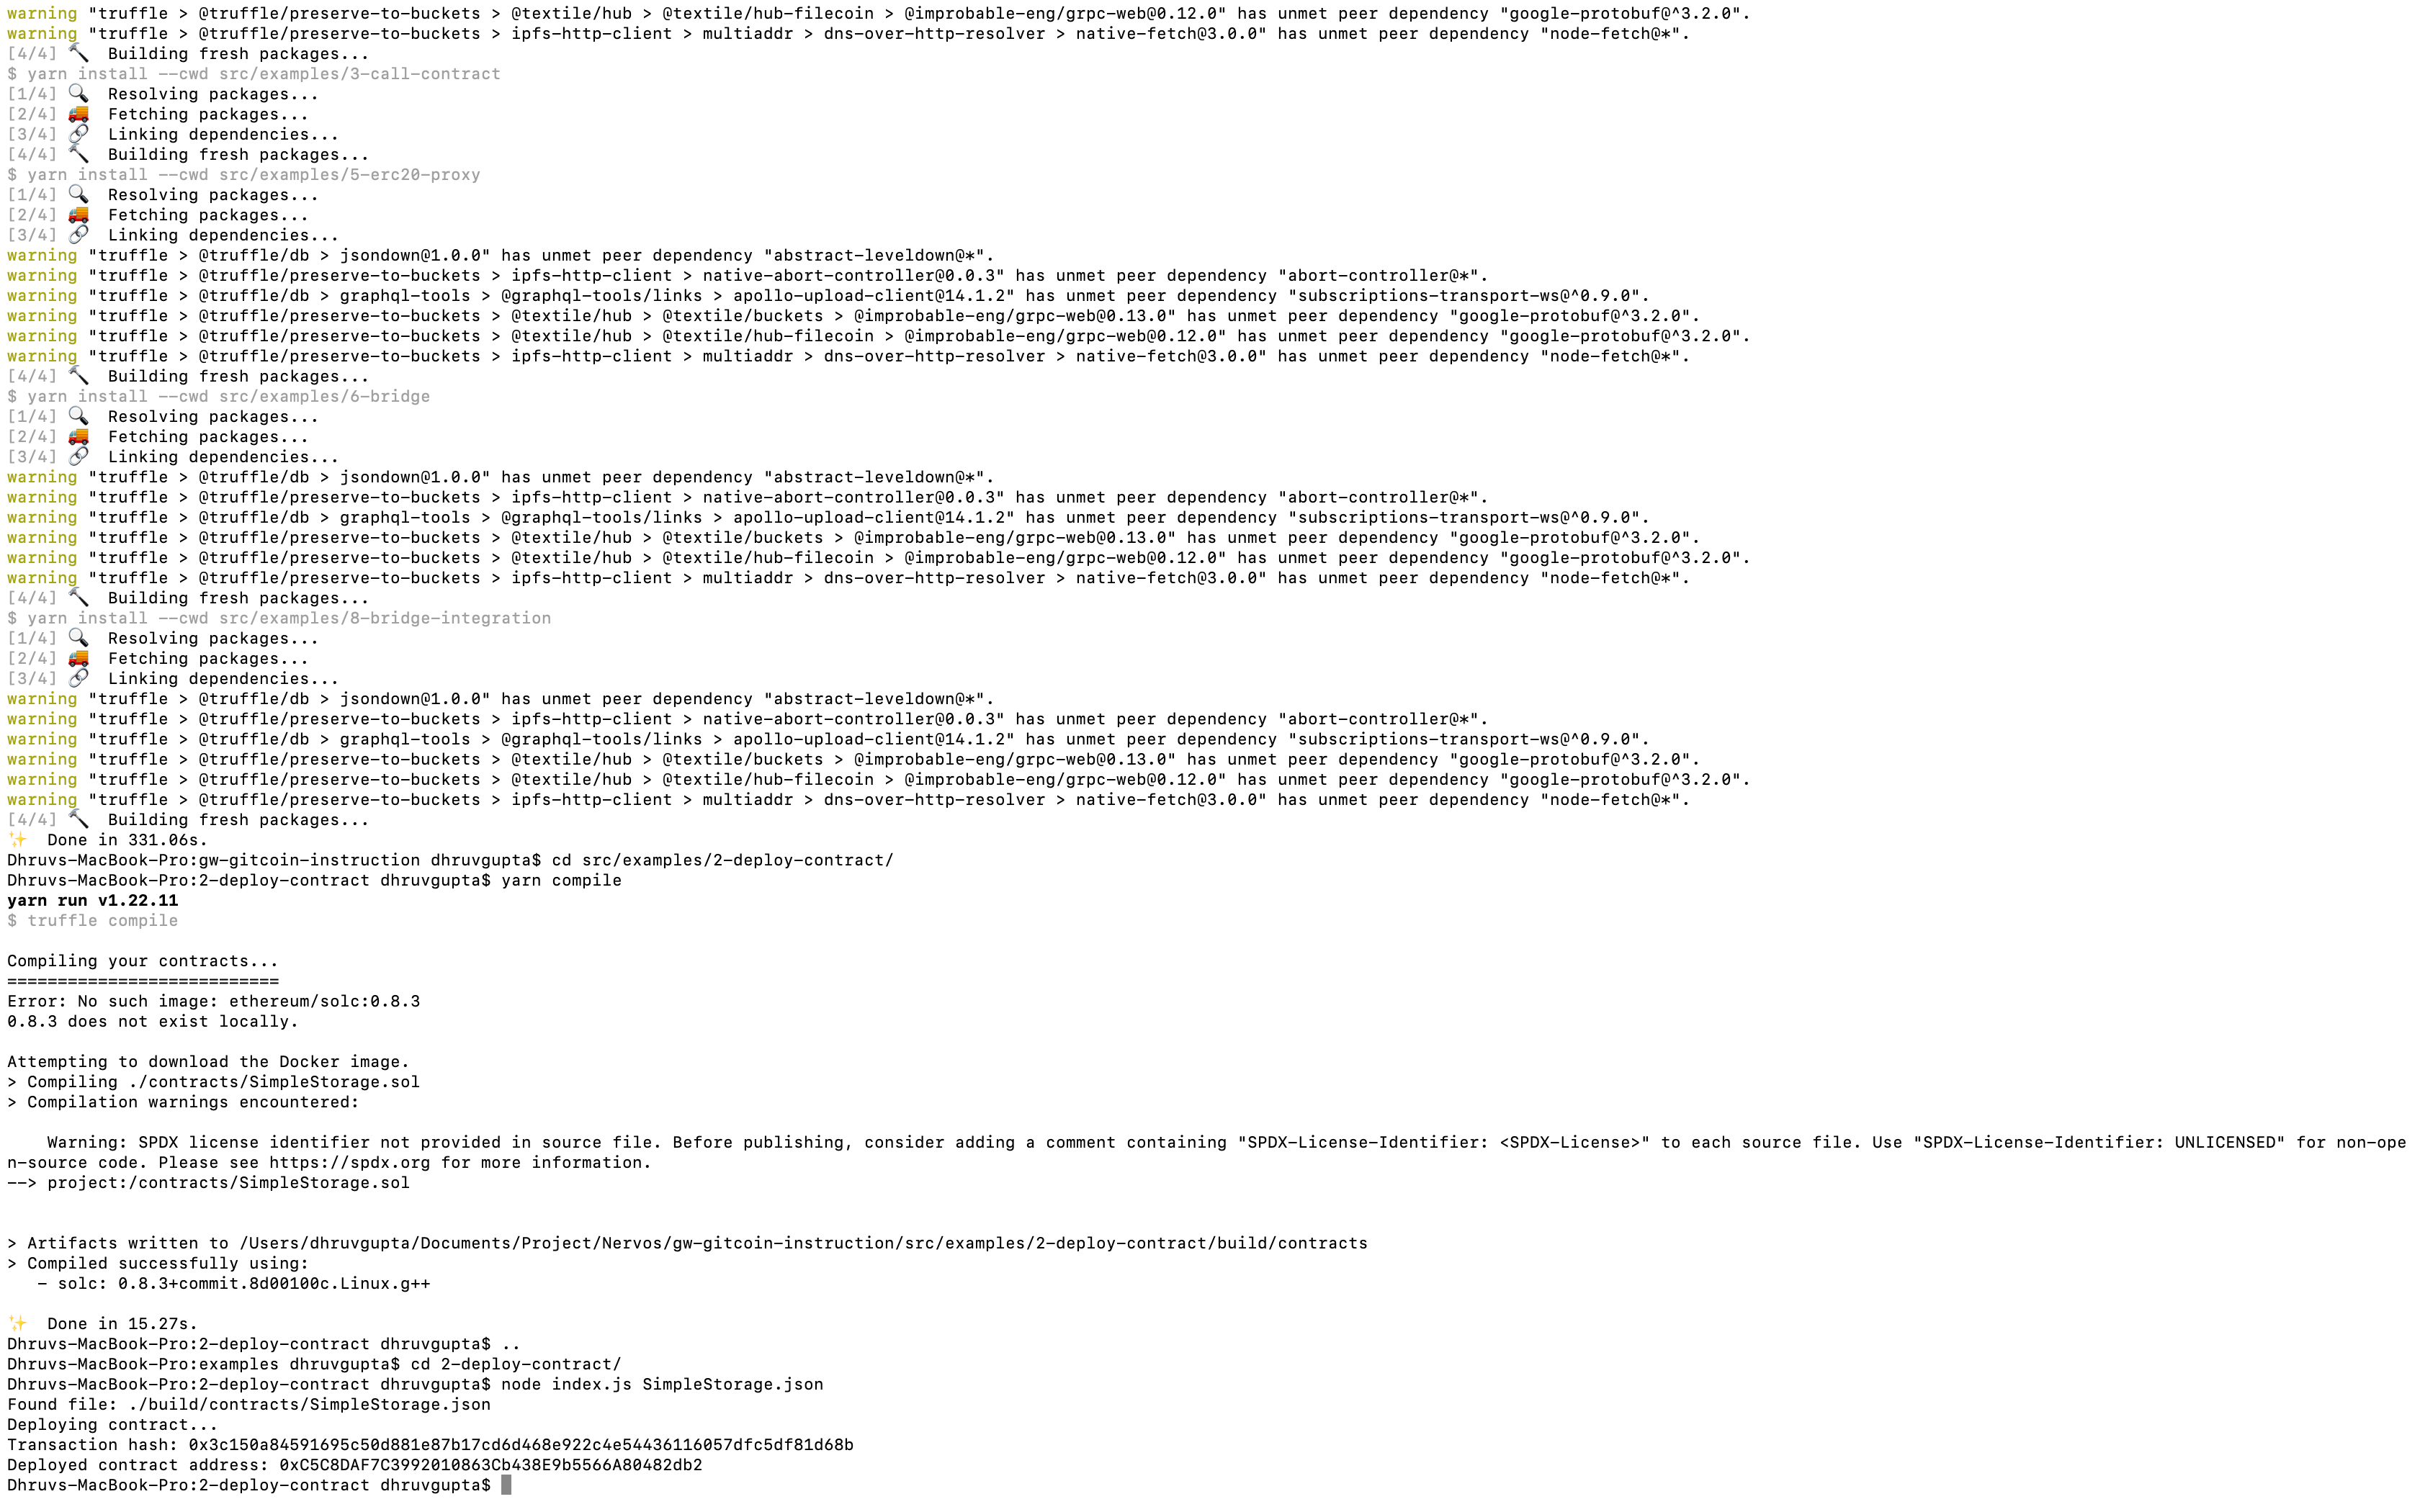 warning "truffle > @truffle/preserve-to-buckets > @textile/hub > @textile/hub-filecoin > @improbable-eng/grpc-web@0.12.0" has unmet peer dependency "google-protobuf@^3.2.0".
warning "truffle > @truffle/preserve-to-buckets > ipfs-http-client > multiaddr > dns-over-http-resolver > native-fetch@3.0.0" has unmet peer dependency "node-fetch@*".
[4/4] 🔨  Building fresh packages...
$ yarn install --cwd src/examples/3-call-contract
[1/4] 🔍  Resolving packages...
[2/4] 🚚  Fetching packages...
[3/4] 🔗  Linking dependencies...
[4/4] 🔨  Building fresh packages...
$ yarn install --cwd src/examples/5-erc20-proxy
[1/4] 🔍  Resolving packages...
[2/4] 🚚  Fetching packages...
[3/4] 🔗  Linking dependencies...
warning "truffle > @truffle/db > jsondown@1.0.0" has unmet peer dependency "abstract-leveldown@*".
warning "truffle > @truffle/preserve-to-buckets > ipfs-http-client > native-abort-controller@0.0.3" has unmet peer dependency "abort-controller@*".
warning "truffle > @truffle/db > graphql-tools > @graphql-tools/links > apollo-upload-client@14.1.2" has unmet peer dependency "subscriptions-transport-ws@^0.9.0".
warning "truffle > @truffle/preserve-to-buckets > @textile/hub > @textile/buckets > @improbable-eng/grpc-web@0.13.0" has unmet peer dependency "google-protobuf@^3.2.0".
warning "truffle > @truffle/preserve-to-buckets > @textile/hub > @textile/hub-filecoin > @improbable-eng/grpc-web@0.12.0" has unmet peer dependency "google-protobuf@^3.2.0".
warning "truffle > @truffle/preserve-to-buckets > ipfs-http-client > multiaddr > dns-over-http-resolver > native-fetch@3.0.0" has unmet peer dependency "node-fetch@*".
[4/4] 🔨  Building fresh packages...
$ yarn install --cwd src/examples/6-bridge
[1/4] 🔍  Resolving packages...
[2/4] 🚚  Fetching packages...
[3/4] 🔗  Linking dependencies...
warning "truffle > @truffle/db > jsondown@1.0.0" has unmet peer dependency "abstract-leveldown@*".
warning "truffle > @truffle/preserve-to-buckets > ipfs-http-client > native-abort-controller@0.0.3" has unmet peer dependency "abort-controller@*".
warning "truffle > @truffle/db > graphql-tools > @graphql-tools/links > apollo-upload-client@14.1.2" has unmet peer dependency "subscriptions-transport-ws@^0.9.0".
warning "truffle > @truffle/preserve-to-buckets > @textile/hub > @textile/buckets > @improbable-eng/grpc-web@0.13.0" has unmet peer dependency "google-protobuf@^3.2.0".
warning "truffle > @truffle/preserve-to-buckets > @textile/hub > @textile/hub-filecoin > @improbable-eng/grpc-web@0.12.0" has unmet peer dependency "google-protobuf@^3.2.0".
warning "truffle > @truffle/preserve-to-buckets > ipfs-http-client > multiaddr > dns-over-http-resolver > native-fetch@3.0.0" has unmet peer dependency "node-fetch@*".
[4/4] 🔨  Building fresh packages...
$ yarn install --cwd src/examples/8-bridge-integration
[1/4] 🔍  Resolving packages...
[2/4] 🚚  Fetching packages...
[3/4] 🔗  Linking dependencies...
warning "truffle > @truffle/db > jsondown@1.0.0" has unmet peer dependency "abstract-leveldown@*".
warning "truffle > @truffle/preserve-to-buckets > ipfs-http-client > native-abort-controller@0.0.3" has unmet peer dependency "abort-controller@*".
warning "truffle > @truffle/db > graphql-tools > @graphql-tools/links > apollo-upload-client@14.1.2" has unmet peer dependency "subscriptions-transport-ws@^0.9.0".
warning "truffle > @truffle/preserve-to-buckets > @textile/hub > @textile/buckets > @improbable-eng/grpc-web@0.13.0" has unmet peer dependency "google-protobuf@^3.2.0".
warning "truffle > @truffle/preserve-to-buckets > @textile/hub > @textile/hub-filecoin > @improbable-eng/grpc-web@0.12.0" has unmet peer dependency "google-protobuf@^3.2.0".
warning "truffle > @truffle/preserve-to-buckets > ipfs-http-client > multiaddr > dns-over-http-resolver > native-fetch@3.0.0" has unmet peer dependency "node-fetch@*".
[4/4] 🔨  Building fresh packages...
✨  Done in 331.06s.
Dhruvs-MacBook-Pro:gw-gitcoin-instruction dhruvgupta$ cd src/examples/2-deploy-contract/
Dhruvs-MacBook-Pro:2-deploy-contract dhruvgupta$ yarn compile
yarn run v1.22.11
$ truffle compile

Compiling your contracts...
===========================
Error: No such image: ethereum/solc:0.8.3
0.8.3 does not exist locally.

Attempting to download the Docker image.
> Compiling ./contracts/SimpleStorage.sol
> Compilation warnings encountered:

    Warning: SPDX license identifier not provided in source file. Before publishing, consider adding a comment containing "SPDX-License-Identifier: <SPDX-License>" to each source file. Use "SPDX-License-Identifier: UNLICENSED" for non-ope
n-source code. Please see https://spdx.org for more information.
--> project:/contracts/SimpleStorage.sol


> Artifacts written to /Users/dhruvgupta/Documents/Project/Nervos/gw-gitcoin-instruction/src/examples/2-deploy-contract/build/contracts
> Compiled successfully using:
   - solc: 0.8.3+commit.8d00100c.Linux.g++

✨  Done in 15.27s.
Dhruvs-MacBook-Pro:2-deploy-contract dhruvgupta$ ..
Dhruvs-MacBook-Pro:examples dhruvgupta$ cd 2-deploy-contract/
Dhruvs-MacBook-Pro:2-deploy-contract dhruvgupta$ node index.js SimpleStorage.json
Found file: ./build/contracts/SimpleStorage.json
Deploying contract...
Transaction hash: 0x3c150a84591695c50d881e87b17cd6d468e922c4e54436116057dfc5df81d68b
Deployed contract address: 0xC5C8DAF7C3992010863Cb438E9b5566A80482db2
Dhruvs-MacBook-Pro:2-deploy-contract dhruvgupta$